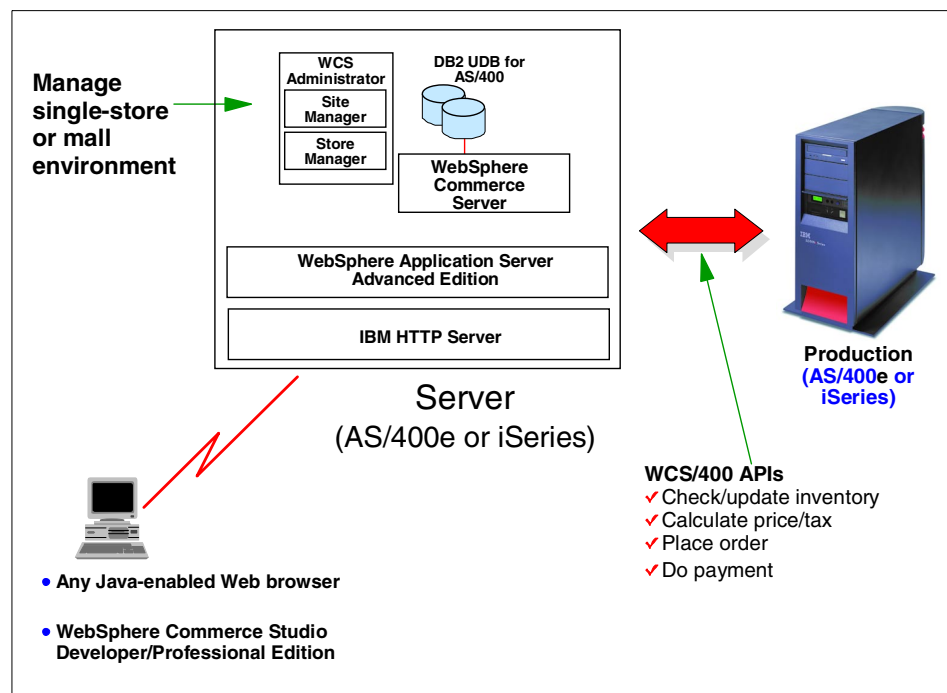 Manage
single-store
or mall
environment
WCS
Administrator
Site
Manager
Store
Manager
DB2 UDB for
AS/400
WebSphere
Commerce
Server
WebSphere Application Server
Advanced Edition
IBM HTTP Server
Server
(AS/400e or iSeries)
IBM
Production
(AS/400e or
iSeries)
WCS/400 APIs
Check/update inventory
Calculate price/tax
Place order
Do payment
Any Java-enabled Web browser
WebSphere Commerce Studio
Developer/Professional Edition